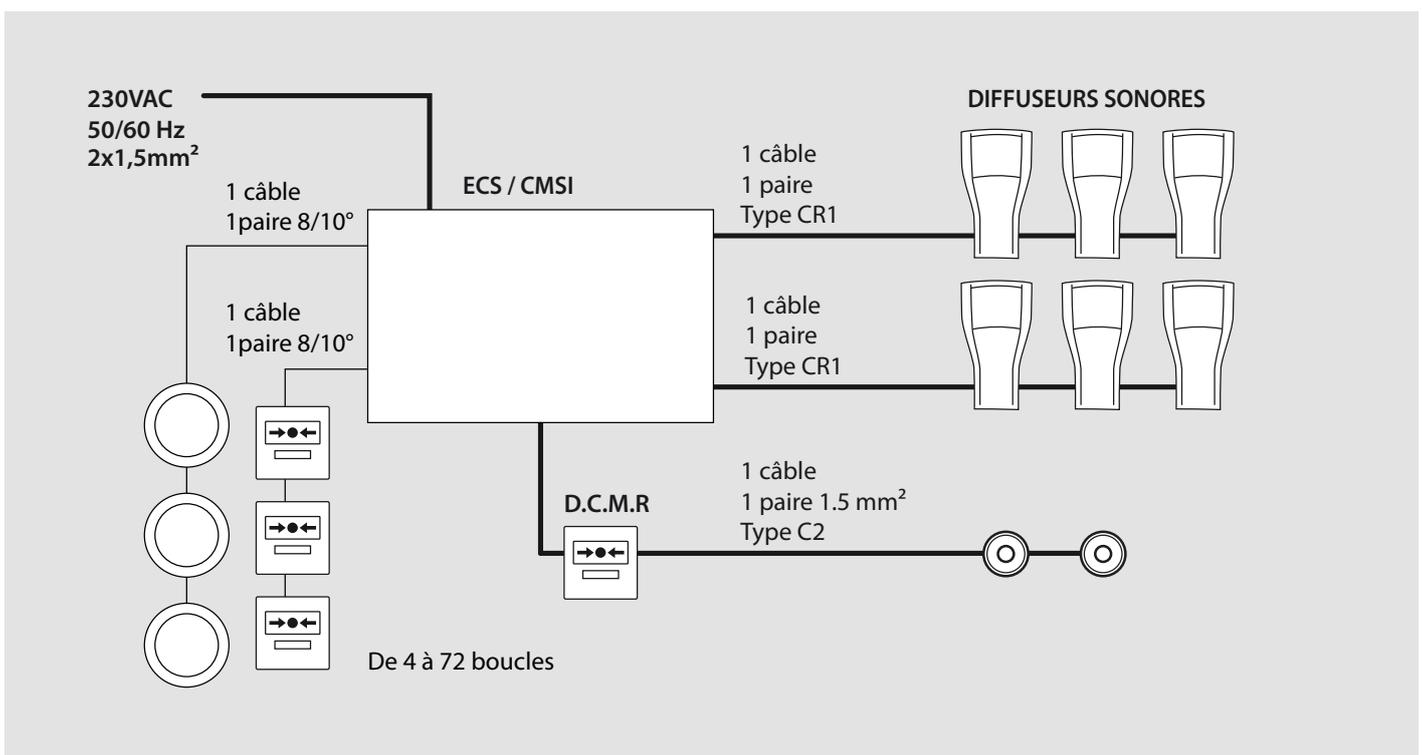 230VAC
50/60 Hz
2x1,5mm²
DIFFUSEURS SONORES
1 câble
1 paire
Type CR1
ECS / CMSI
1 câble
1paire 8/10°
1 câble
1paire 8/10°
1 câble
1 paire
Type CR1
1 câble
1 paire 1.5 mm²
Type C2
D.C.M.R
De 4 à 72 boucles